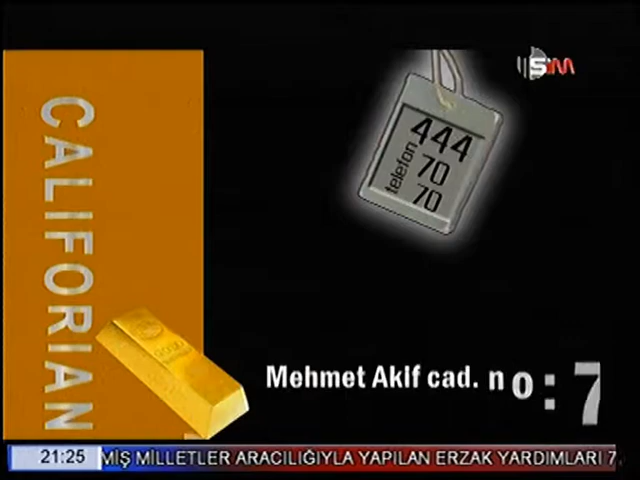 CALIFORIAN
SİM
telefon
444
70
70
Mehmet Akif cad. no: 7
21:25
MİŞ MİLLETLER ARACILIĞIYLA YAPILAN ERZAK YARDIMLARI 7.